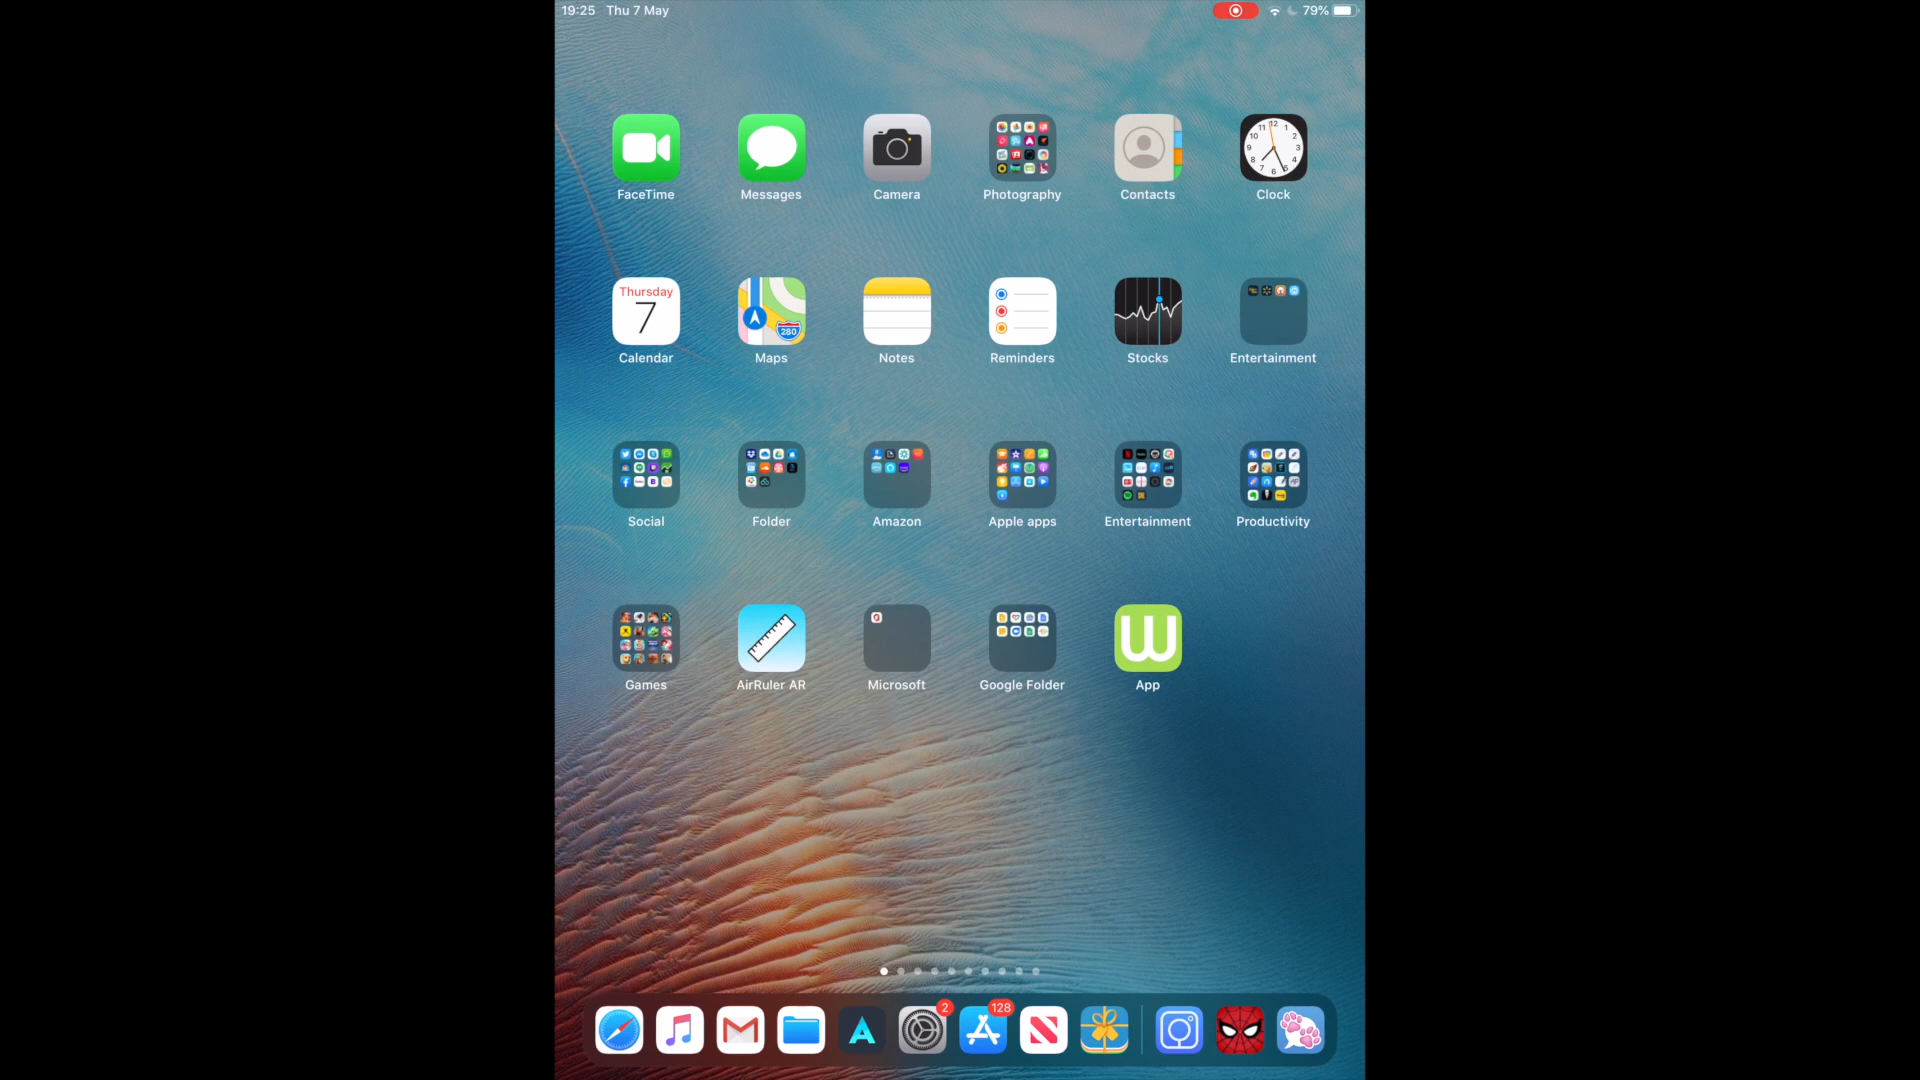 19:25 Thu 7 May
79%
FaceTime
Messages
Camera
Photography
Contacts
Clock
Thursday
7
280
Calendar
Maps
Notes
Reminders
Stocks
Entertainment
Social
Folder
Amazon
Apple apps
Entertainment
Productivity
Games
AirRuler AR
Microsoft
Google Folder
W
App
2
128